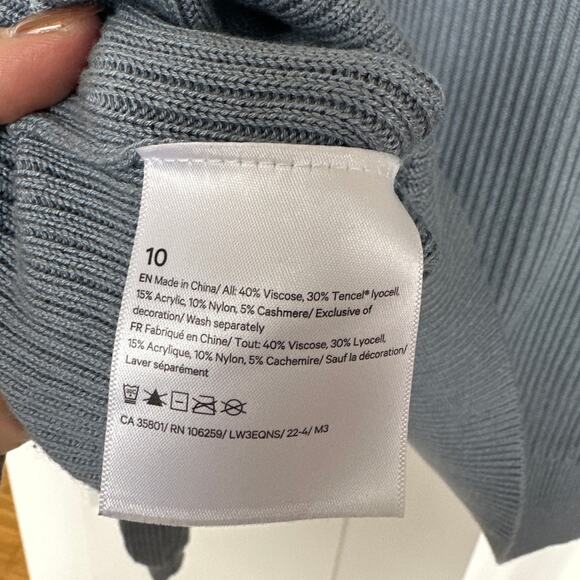 10
EN Made in China/ All: 40% Viscose, 30% Tencel® lyocell,
15% Acrylic, 10% Nylon, 5% Cashmere/ Exclusive of
decoration/ Wash separately
FR Fabriqué en Chine/ Tout: 40% Viscose, 30% Lyocell,
15% Acrylique, 10% Nylon, 5% Cachemire/ Sauf la décoration/
Laver séparément
CA 35801/ RN 106259/ LW3EQNS/ 22-4/ M3